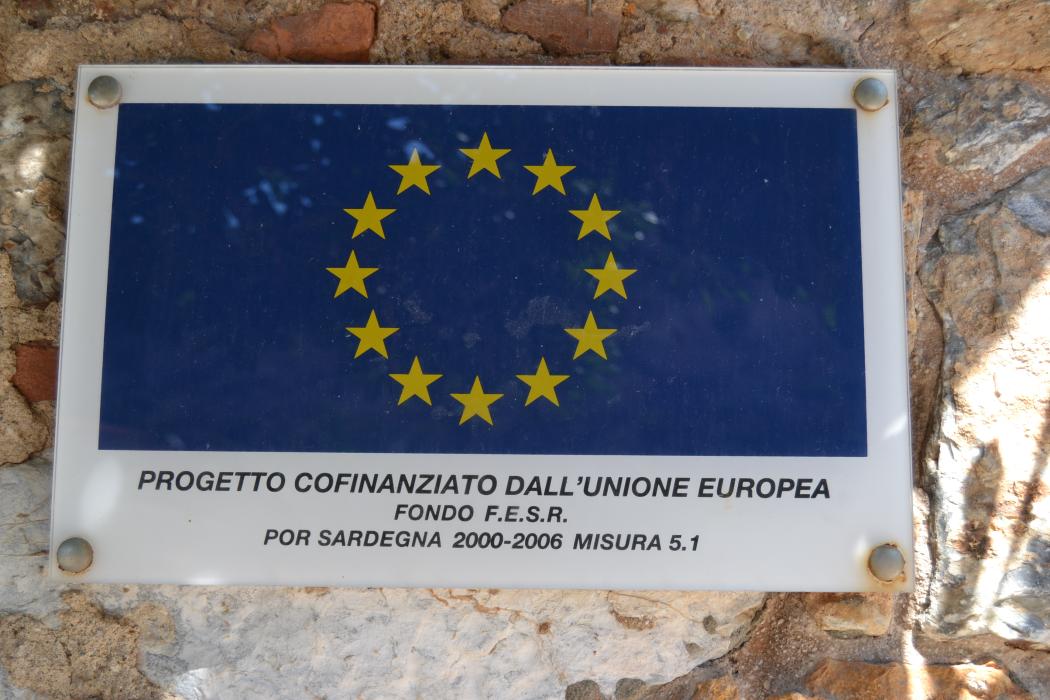 PROGETTO COFINANZIATO DALL'UNIONE EUROPEA
FONDO F.E.S.R.
POR SARDEGNA 2000-2006 MISURA 5.1